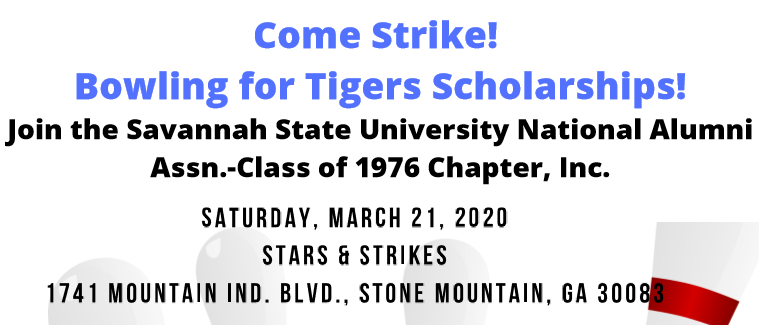 Come Strike!
Bowling for Tigers Scholarships!
Join the Savannah State University National Alumni
Assn.-Class of 1976 Chapter, Inc.
SATURDAY, MARCH 21, 2020
STARS & STRIKES
1741 MOUNTAIN IND. BLVD., STONE MOUNTAIN, GA 30083